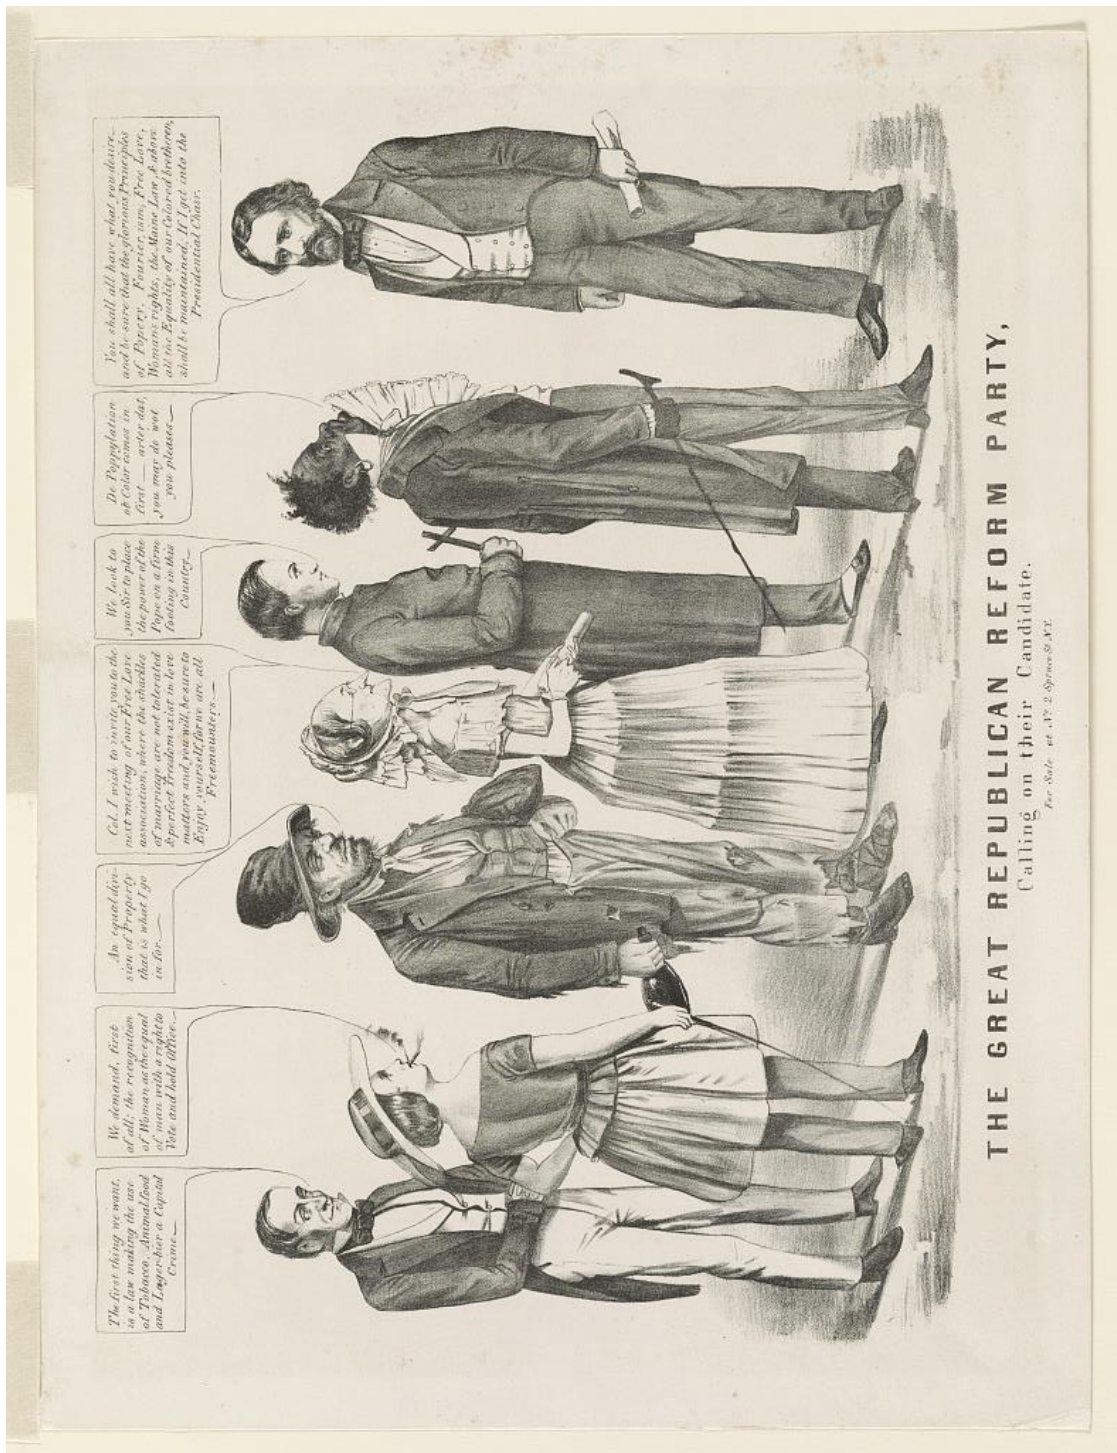 The first thing we want,
is a law making the use
of Tobacco, Animal food
and Lager-bier a Capital
Crime—
We demand, first
of all; the recognition
of Woman as the equal
of man with a right to
Vote and hold Office—
An equal divi-
sion of Property
that is what I go
in for—
Col. I wish to invite you to the
next meeting of our Free Love
association, where the shackles
of marriage are not tolerated
& perfect freedom exist in love
matters and you will be sure to
Enjoy yourself, for we are all
Freemounters.—
We look to
you Sir to place
the power of the
Pope on a firm
footing in this
Country—
De Poppylation
ob Color comes in
first — arter dat,
you may do wot
you pleases—
You shall all have what you desire—
and be sure that the glorious Principles
of Popery, Fourierism, Free Love,
Womans rights, the Maine Law, & above
all the Equality of our Colored bretheren,
shall be maintained, If I get into the
Presidential Chair.
THE GREAT REPUBLICAN REFORM PARTY,
Calling on their Candidate.
For Sale at No. 2 Spruce St. N.Y.